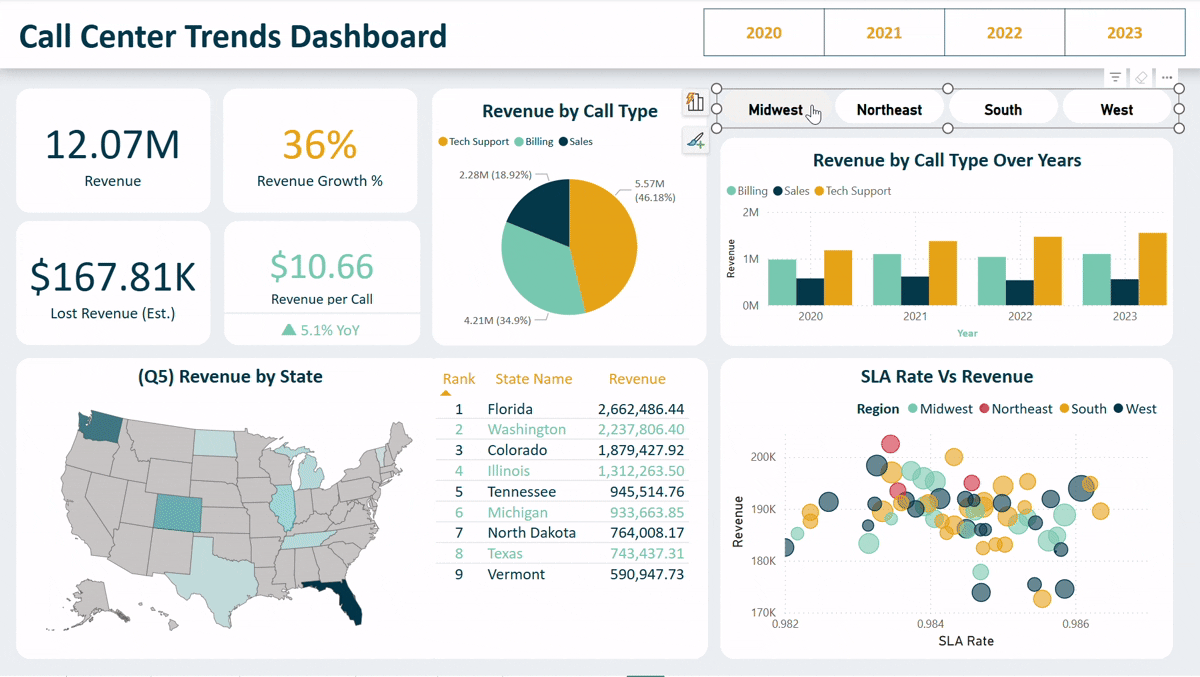 Call Center Trends Dashboard
2020 2021 2022 2023
12.07M
Revenue
36%
Revenue Growth %
$167.81K
Lost Revenue (Est.)
$10.66
Revenue per Call
5.1% YoY
Revenue by Call Type
Tech Support Billing Sales
2.28M (18.92%)
5.57M
(46.18%)
4.21M (34.9%)
Midwest Northeast South West
Revenue by Call Type Over Years
Billing Sales Tech Support
2M
1M
0M
Revenue
2020 2021 2022 2023
Year
(Q5) Revenue by State
Rank State Name Revenue
1 Florida 2,662,486.44
2 Washington 2,237,806.40
3 Colorado 1,879,427.92
4 Illinois 1,312,263.50
5 Tennessee 945,514.76
6 Michigan 933,663.85
7 North Dakota 764,008.17
8 Texas 743,437.31
9 Vermont 590,947.73
SLA Rate Vs Revenue
Region Midwest Northeast South West
200K
190K
180K
170K
Revenue
0.982 0.984 0.986
SLA Rate